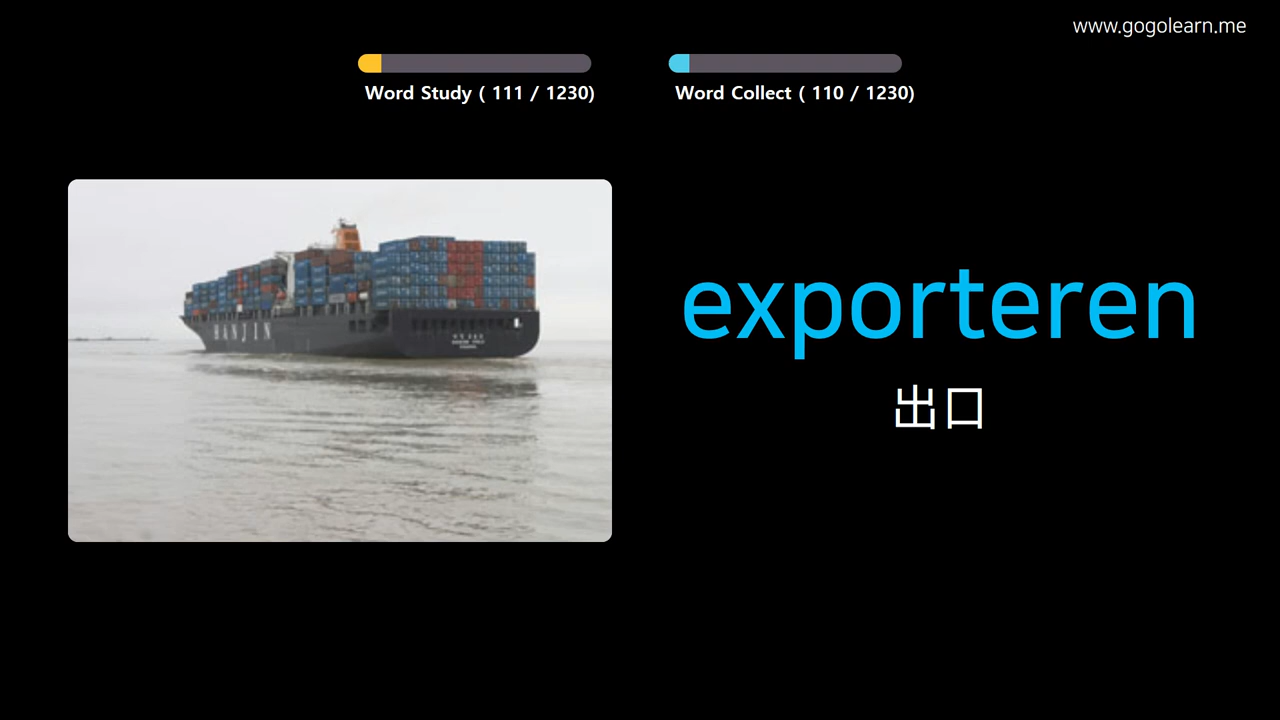 www.gogolearn.me
Word Study ( 111 / 1230)
Word Collect ( 110 / 1230)
HANJIN
exporteren
出口